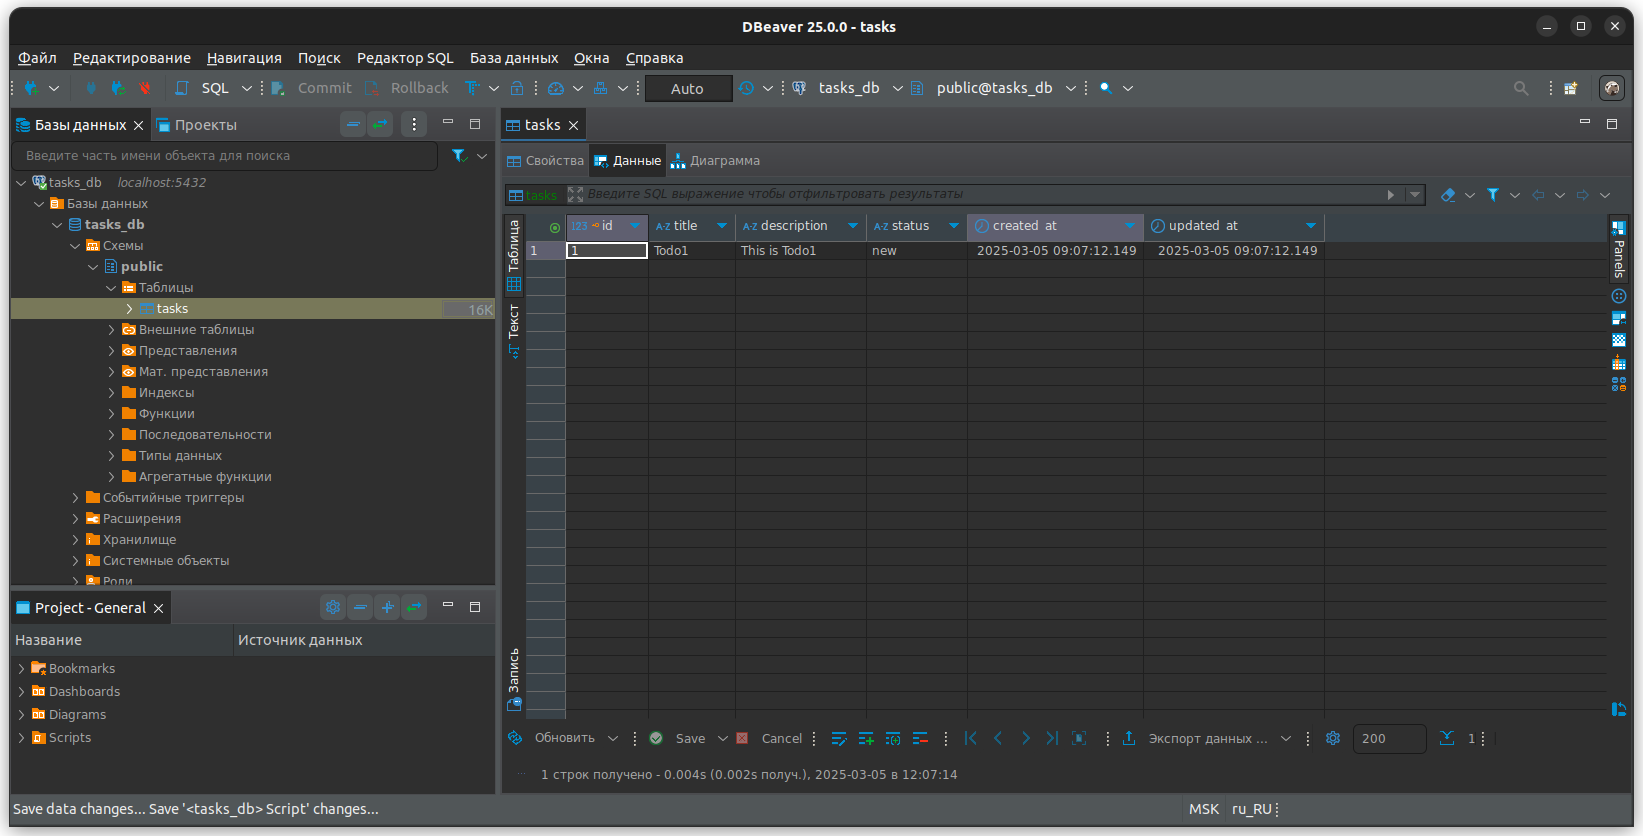 DBeaver 25.0.0 - tasks
Файл Редактирование Навигация Поиск Редактор SQL База данных Окна Справка
SQL Commit Rollback Auto tasks_db public@tasks_db
Базы данных Проекты
Введите часть имени объекта для поиска
tasks_db localhost:5432
Базы данных
tasks_db
Схемы
public
Таблицы
tasks 16K
Внешние таблицы
Представления
Мат. представления
Индексы
Функции
Последовательности
Типы данных
Агрегатные функции
Событийные триггеры
Расширения
Хранилище
Системные объекты
Роли
Project - General
Название Источник данных
Bookmarks
Dashboards
Diagrams
Scripts
tasks
Свойства Данные Диаграмма
tasks Введите SQL выражение чтобы отфильтровать результаты
Таблица
Текст
Запись
123 id A-Z title A-Z description A-Z status created_at updated_at
1 1 Todo1 This is Todo1 new 2025-03-05 09:07:12.149 2025-03-05 09:07:12.149
Panels
Обновить Save Cancel Экспорт данных ... 200 1
1 строк получено - 0.004s (0.002s получ.), 2025-03-05 в 12:07:14
Save data changes... Save '<tasks_db> Script' changes... MSK ru_RU